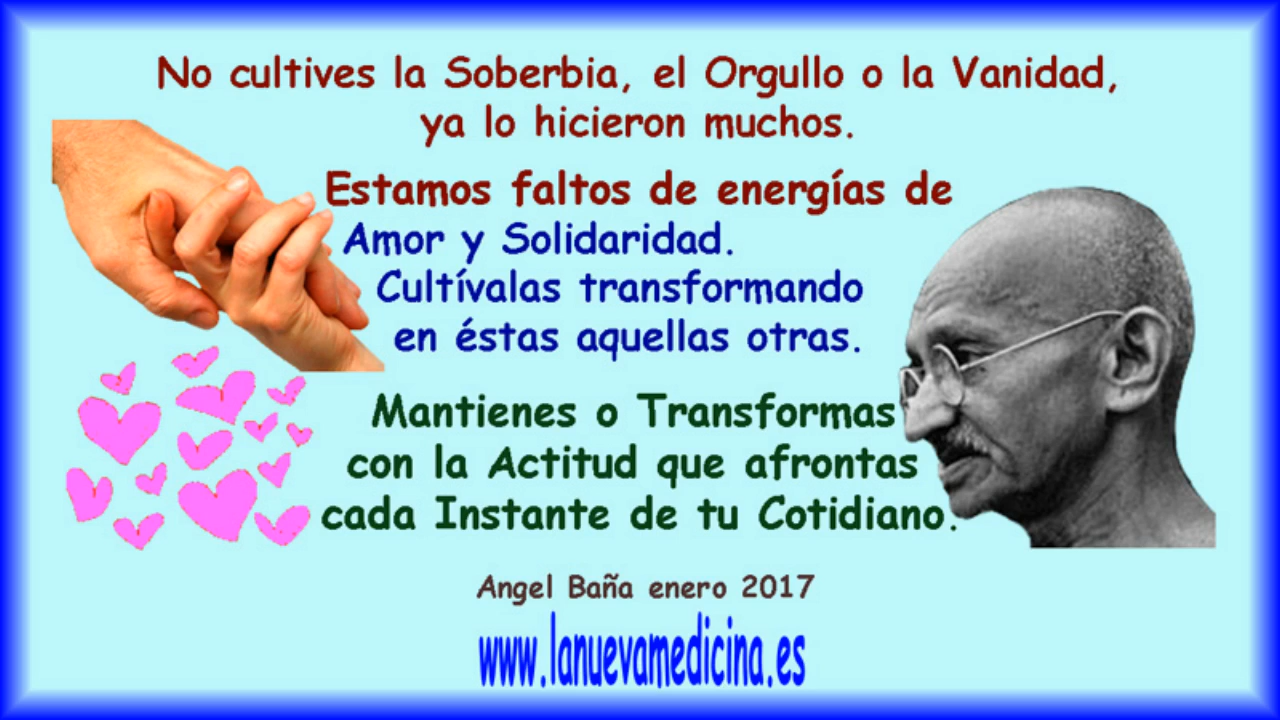 No cultives la Soberbia, el Orgullo o la Vanidad,
ya lo hicieron muchos.
Estamos faltos de energías de
Amor y Solidaridad.
Cultívalas transformando
en éstas aquellas otras.
Mantienes o Transformas
con la Actitud que afrontas
cada Instante de tu Cotidiano.
Angel Baña enero 2017
www.lanuevamedicina.es